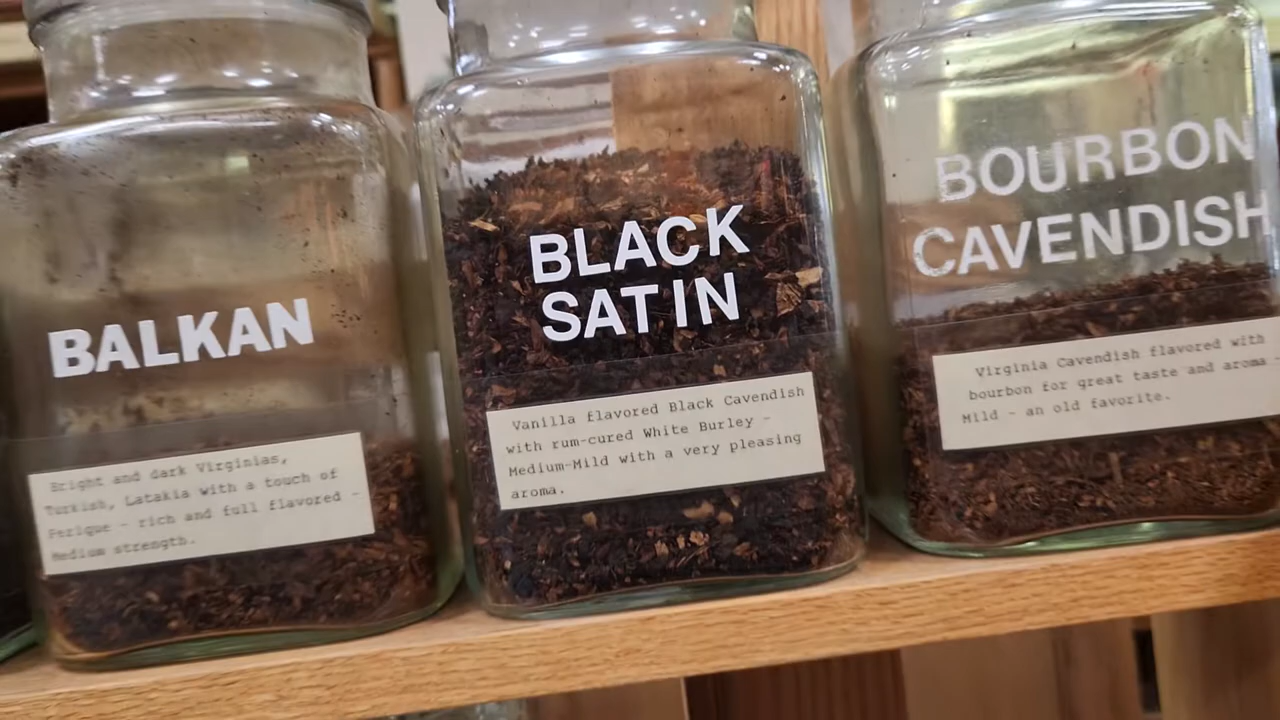 BALKAN
Bright and dark Virginias,
Turkish, Latakia with a touch of
Perique - rich and full flavored -
Medium strength.
BLACK
SATIN
Vanilla flavored Black Cavendish
with rum-cured White Burley -
Medium-Mild with a very pleasing
aroma.
BOURBON
CAVENDISH
Virginia Cavendish flavored with
bourbon for great taste and aroma
Mild - an old favorite.